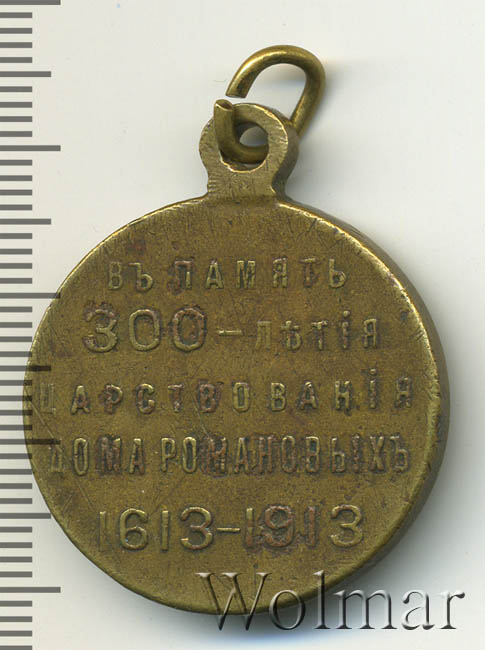 ВЪ ПАМЯТЬ
300-ЛѢТІЯ
ЦАРСТВОВАНІЯ
ДОМА РОМАНОВЫХЪ
1613-1913
Wolmar